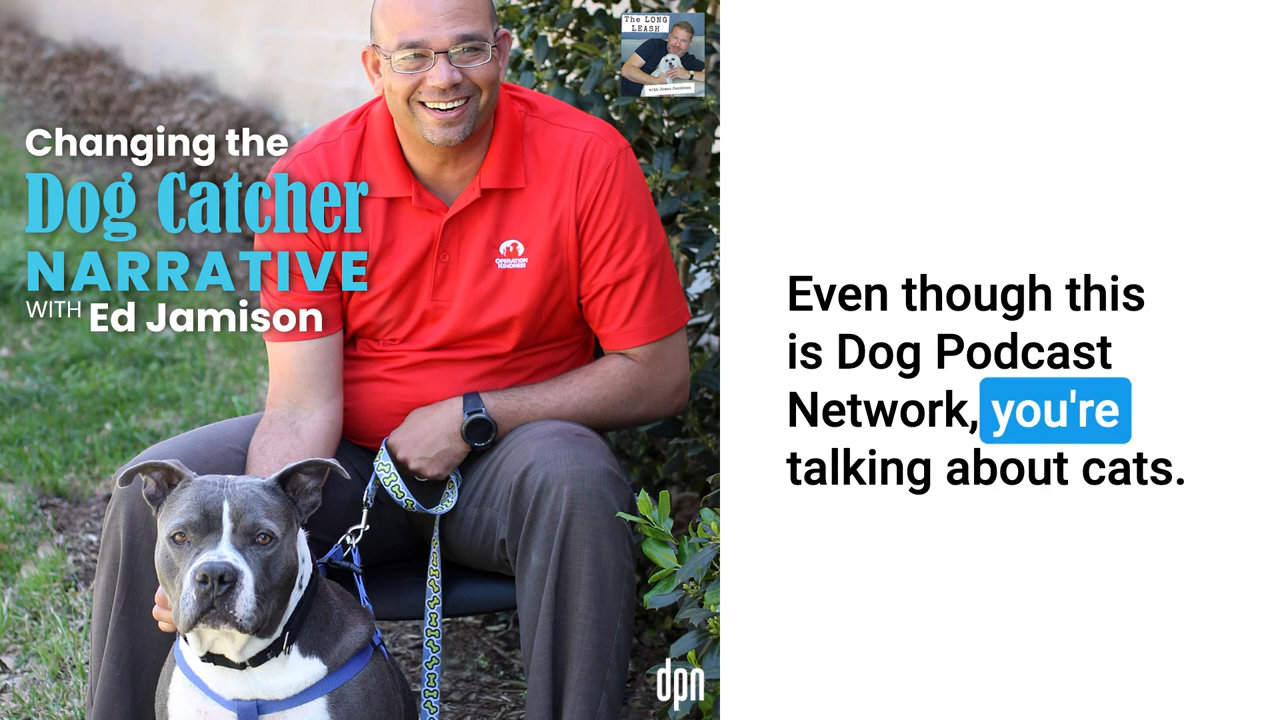 The LONG
LEASH
Changing the
Dog Catcher
NARRATIVE
WITH Ed Jamison
OPERATION
KINDNESS
Even though this
is Dog Podcast
Network, you're
talking about cats.
dpn